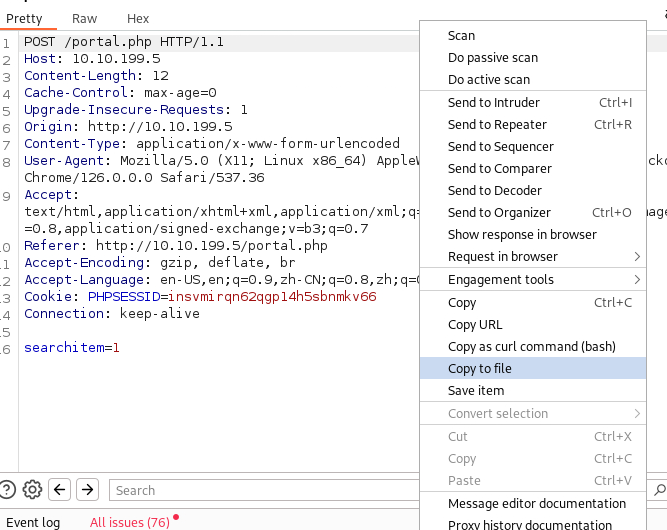 Pretty Raw Hex
1 POST /portal.php HTTP/1.1
2 Host: 10.10.199.5
3 Content-Length: 12
4 Cache-Control: max-age=0
5 Upgrade-Insecure-Requests: 1
6 Origin: http://10.10.199.5
7 Content-Type: application/x-www-form-urlencoded
8 User-Agent: Mozilla/5.0 (X11; Linux x86_64)
Chrome/126.0.0.0 Safari/537.36
9 Accept:
text/html,application/xhtml+xml,application/xml;q=
=0.8,application/signed-exchange;v=b3;q=0.7
10 Referer: http://10.10.199.5/portal.php
11 Accept-Encoding: gzip, deflate, br
12 Accept-Language: en-US,en;q=0.9,zh-CN;q=0.8,zh;q=
13 Cookie: PHPSESSID=insvmirqn62qgp14h5sbnmkv66
14 Connection: keep-alive
15
16 searchitem=1
Scan
Do passive scan
Do active scan
Send to Intruder Ctrl+I
Send to Repeater Ctrl+R
Send to Sequencer
Send to Comparer
Send to Decoder
Send to Organizer Ctrl+O
Show response in browser
Request in browser
Engagement tools
Copy Ctrl+C
Copy URL
Copy as curl command (bash)
Copy to file
Save item
Convert selection
Cut Ctrl+X
Copy Ctrl+C
Paste Ctrl+V
Message editor documentation
Proxy history documentation
Search
Event log All issues (76)